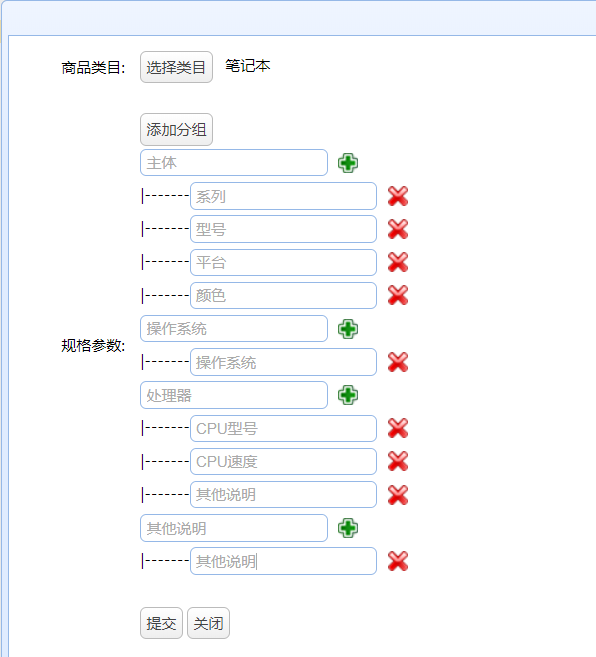 商品类目: 选择类目 笔记本
添加分组
主体
|-------系列
|-------型号
|-------平台
|-------颜色
操作系统
规格参数: |-------操作系统
处理器
|-------CPU型号
|-------CPU速度
|-------其他说明
其他说明
|-------其他说明
提交 关闭